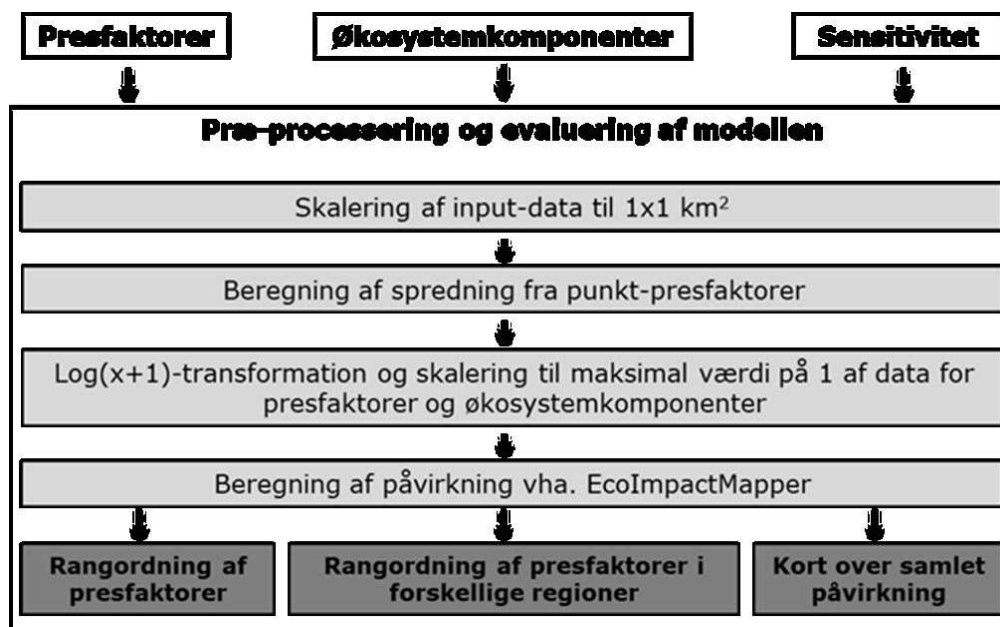 Presfaktorer
Økosystemkomponenter
Sensitivitet
Præ-processering og evaluering af modellen
Skalering af input-data til 1x1 km²
Beregning af spredning fra punkt-presfaktorer
Log(x+1)-transformation og skalering til maksimal værdi på 1 af data for
presfaktorer og økosystemkomponenter
Beregning af påvirkning vha. EcoImpactMapper
Rangordning af
presfaktorer
Rangordning af presfaktorer i
forskellige regioner
Kort over samlet
påvirkning